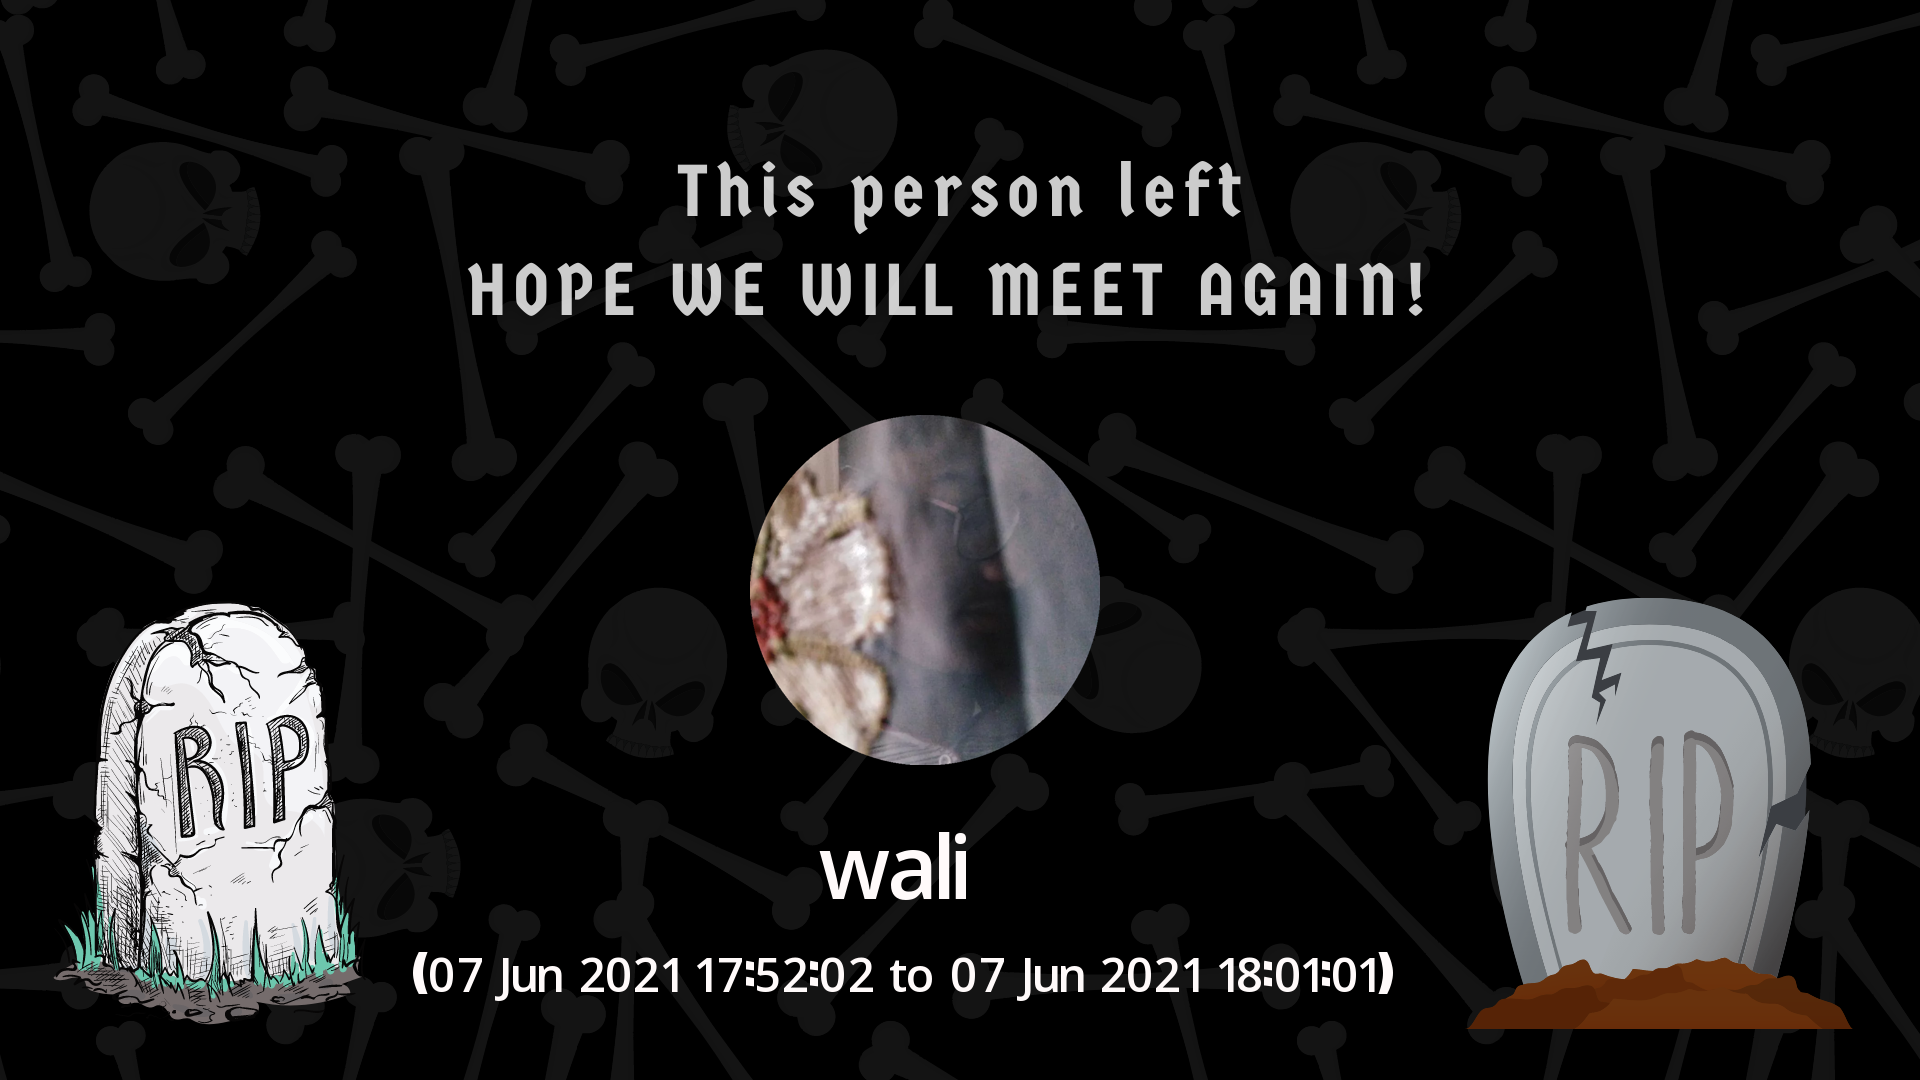 This person left
HOPE WE WILL MEET AGAIN!
RIP
RIP
wali
(07 Jun 2021 17:52:02 to 07 Jun 2021 18:01:01)